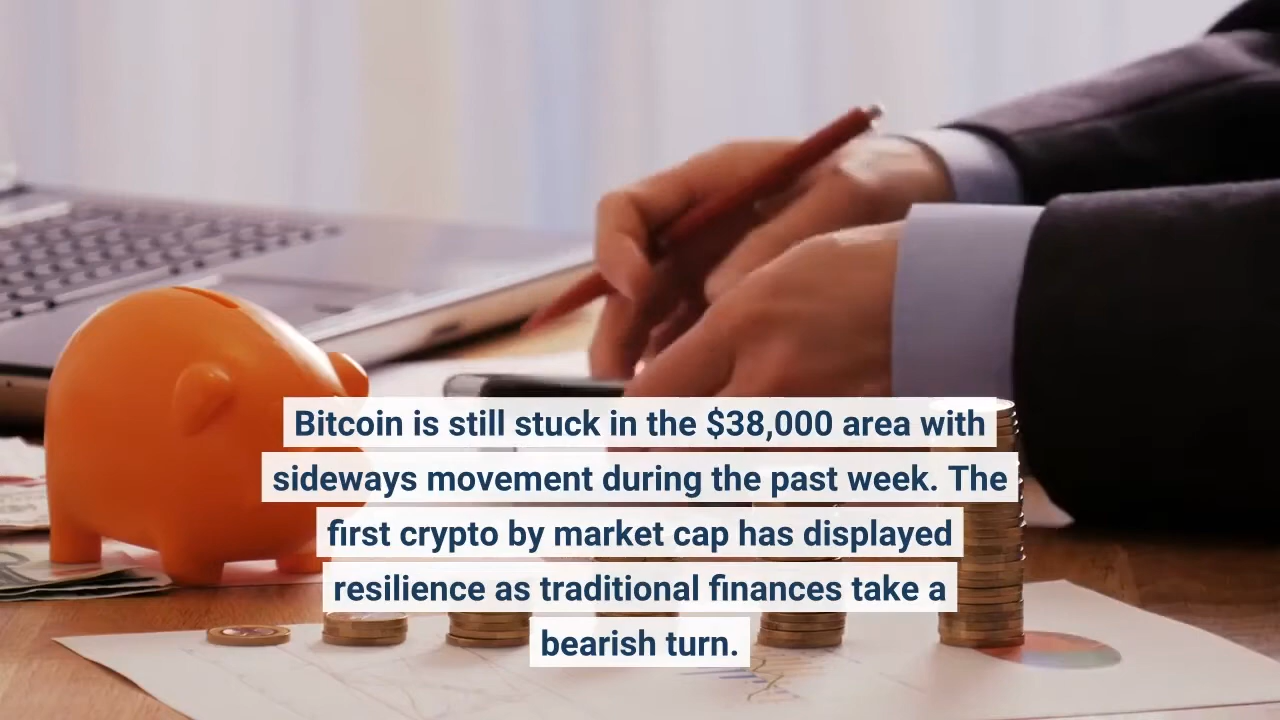 Bitcoin is still stuck in the $38,000 area with
sideways movement during the past week. The
first crypto by market cap has displayed
resilience as traditional finances take a
bearish turn.